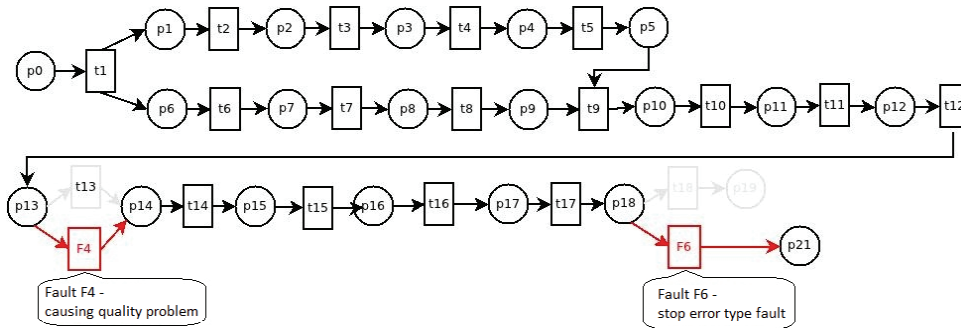 p1 t2 p2 t3 p3 t4 p4 t5 p5
p0 t1
p6 t6 p7 t7 p8 t8 p9 t9 p10 t10 p11 t11 p12 t12
t13 t18 p19
p13 p14 t14 p15 t15 p16 t16 p17 t17 p18
F4 F6 p21
Fault F4 -
causing quality problem
Fault F6 -
stop error type fault